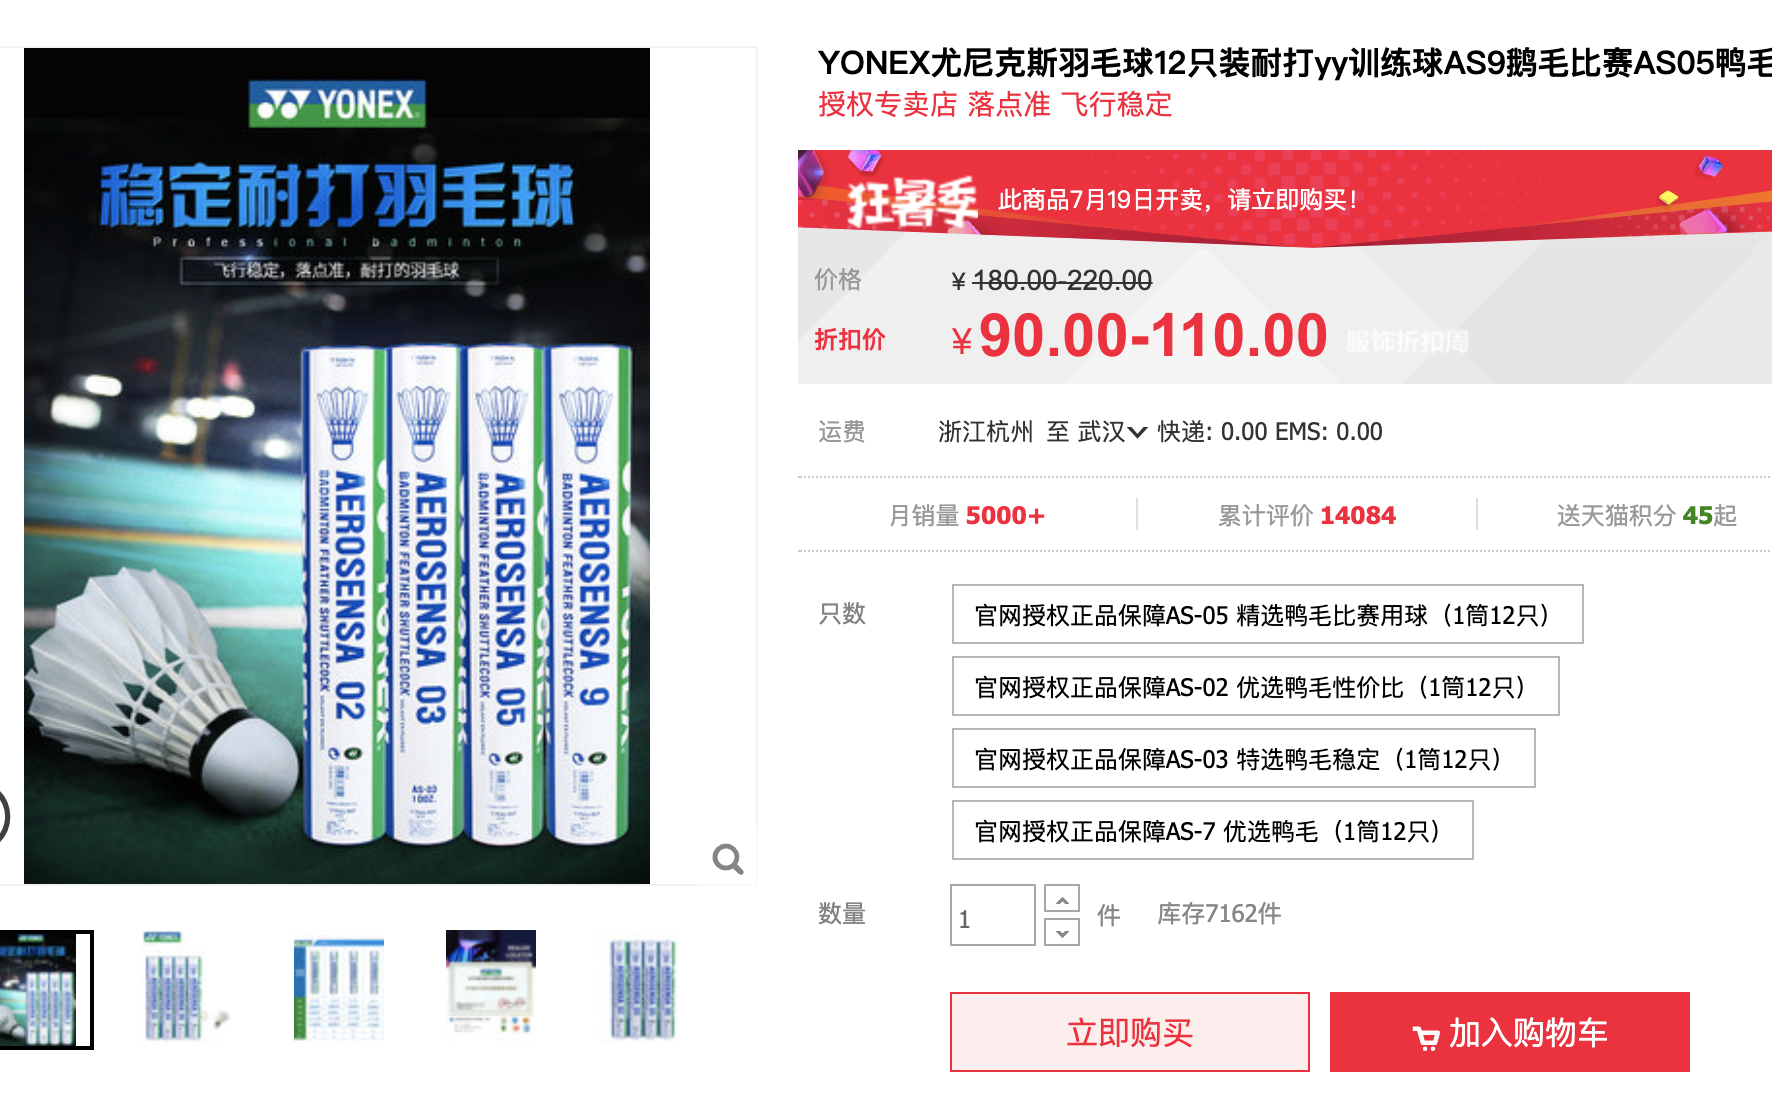 YONEX尤尼克斯羽毛球12只装耐打yy训练球AS9鹅毛比赛AS05鸭毛
授权专卖店 落点准 飞行稳定
YONEX
稳定耐打羽毛球
Professional badminton
飞行稳定，落点准，耐打的羽毛球
AEROSENSA 02
BADMINTON FEATHER SHUTTLECOCK
AEROSENSA 03
BADMINTON FEATHER SHUTTLECOCK
AS-03
AEROSENSA 05
BADMINTON FEATHER SHUTTLECOCK
AEROSENSA 9
BADMINTON FEATHER SHUTTLECOCK
狂暑季 此商品7月19日开卖，请立即购买！
价格 ¥ 180.00-220.00
折扣价 ¥ 90.00-110.00 服饰折扣周
运费 浙江杭州 至 武汉 快递: 0.00 EMS: 0.00
月销量 5000+ 累计评价 14084 送天猫积分 45起
只数 官网授权正品保障AS-05 精选鸭毛比赛用球（1筒12只）
官网授权正品保障AS-02 优选鸭毛性价比（1筒12只）
官网授权正品保障AS-03 特选鸭毛稳定（1筒12只）
官网授权正品保障AS-7 优选鸭毛（1筒12只）
数量 1 件 库存7162件
立即购买 加入购物车